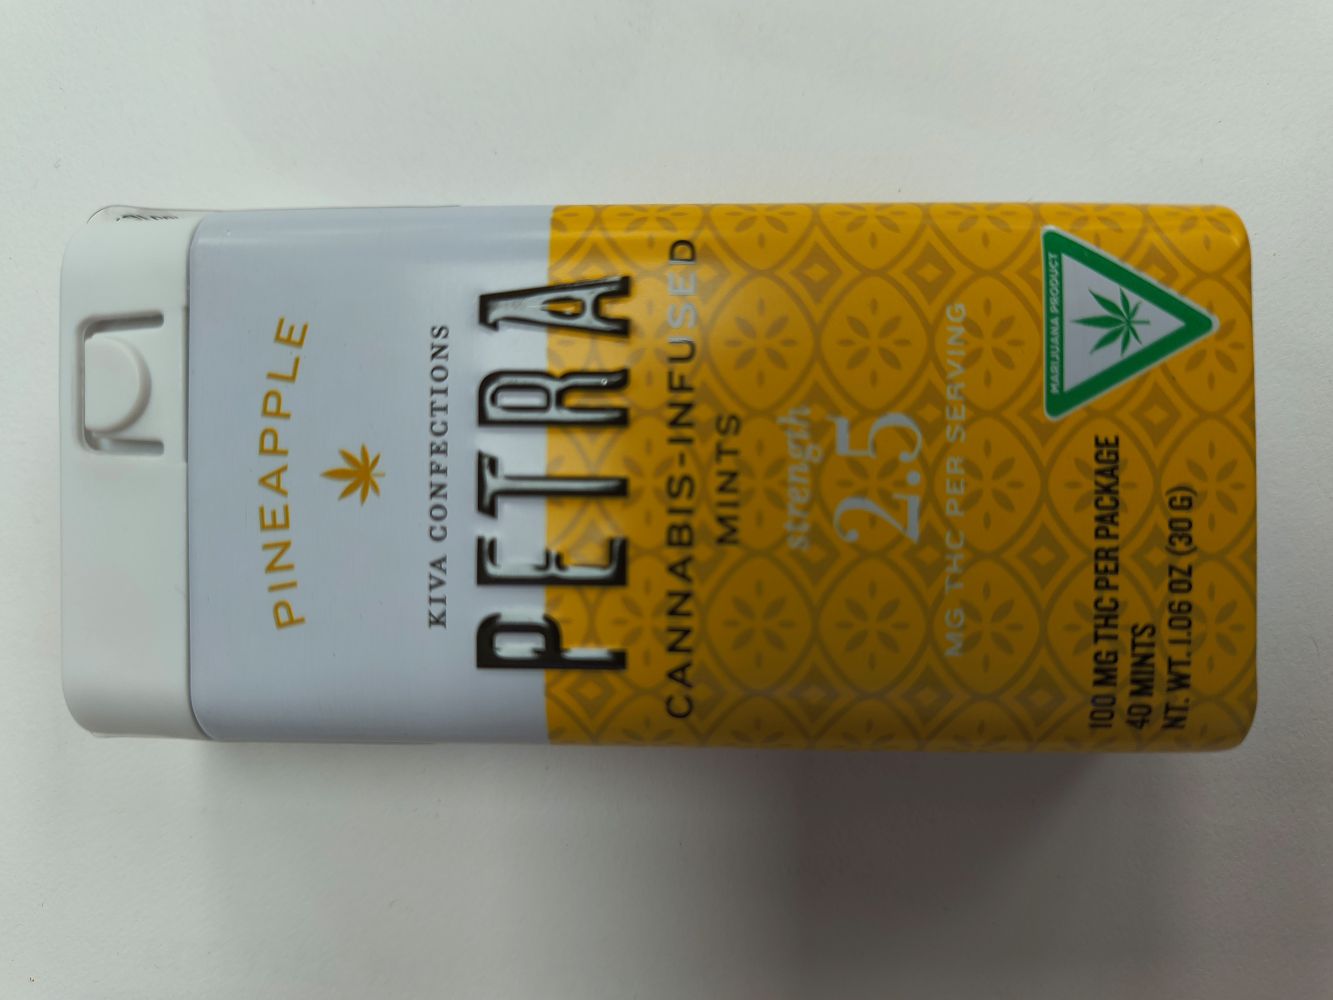 PINEAPPLE
KIVA CONFECTIONS
PETRA
CANNABIS-INFUSED
MINTS
strength
2.5
MG THC PER SERVING
MARIJUANA PRODUCT
100 MG THC PER PACKAGE
40 MINTS
NT. WT. 1.06 OZ (30 G)